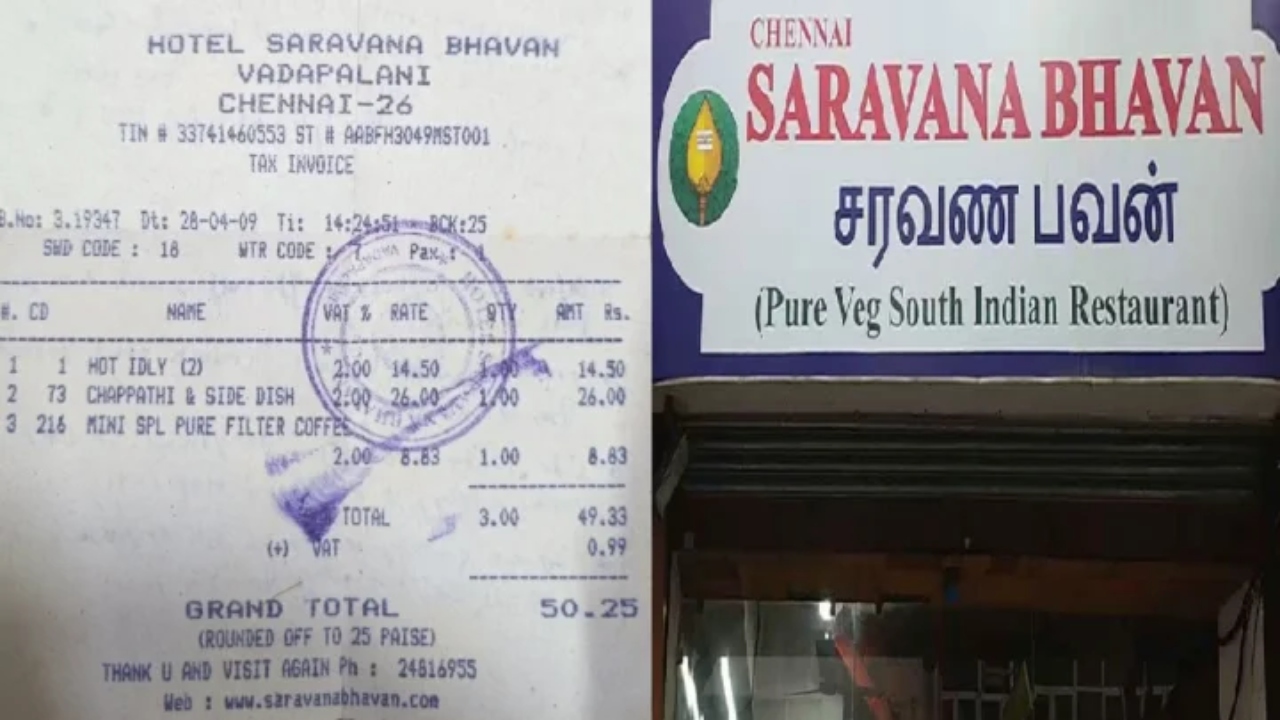 HOTEL SARAVANA BHAVAN
VADAPALANI
CHENNAI-26
TIN # 33741460553 ST # AABFH3049MST001
TAX INVOICE
B.No: 3.19347 Dt: 28-04-09 Ti: 14:24:51 BCK:25
SWD CODE : 18 WTR CODE : 7 Pax : 1
#. CD NAME VAT % RATE QTY AMT Rs.
1 1 HOT IDLY (2) 2.00 14.50 1.00 14.50
2 73 CHAPPATHI & SIDE DISH 2.00 26.00 1.00 26.00
3 216 MINI SPL PURE FILTER COFFEE
2.00 8.83 1.00 8.83
TOTAL 3.00 49.33
(+) VAT 0.99
GRAND TOTAL 50.25
(ROUNDED OFF TO 25 PAISE)
THANK U AND VISIT AGAIN Ph : 24816955
Web : www.saravanabhavan.com
CHENNAI
SARAVANA BHAVAN
சரவண பவன்
(Pure Veg South Indian Restaurant)